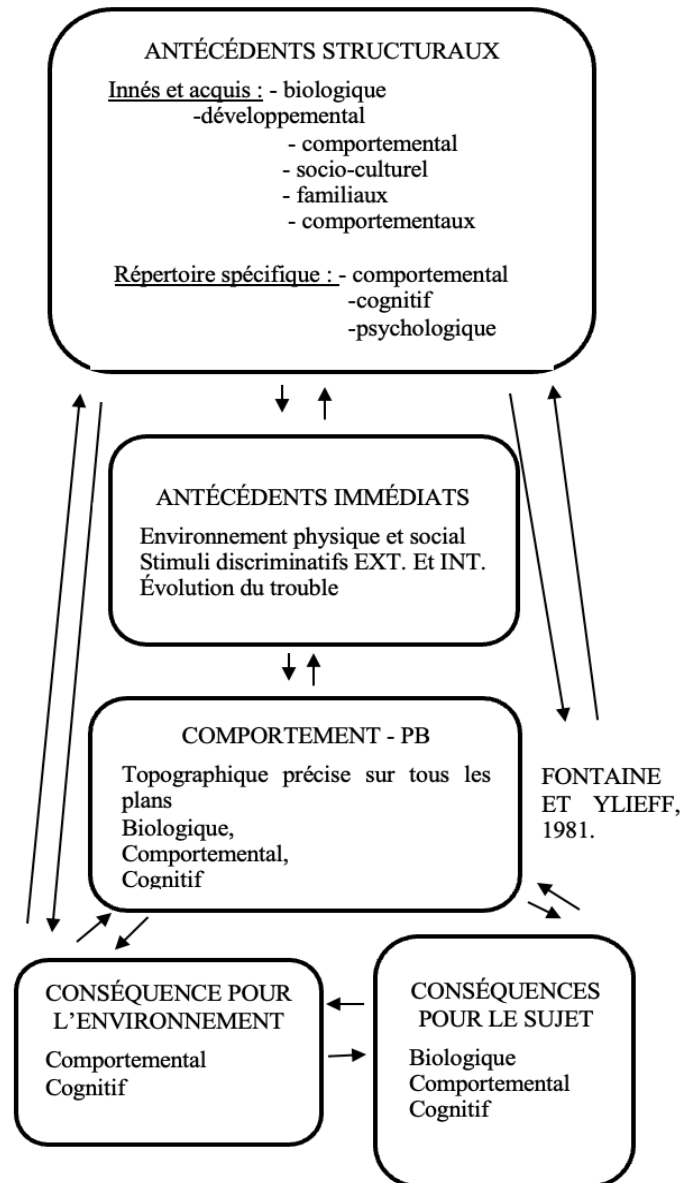 ANTÉCÉDENTS STRUCTURAUX
Innés et acquis : - biologique
-développemental
- comportemental
- socio-culturel
- familiaux
- comportementaux
Répertoire spécifique : - comportemental
-cognitif
-psychologique
ANTÉCÉDENTS IMMÉDIATS
Environnement physique et social
Stimuli discriminatifs EXT. Et INT.
Évolution du trouble
COMPORTEMENT - PB
Topographique précise sur tous les
plans
Biologique,
Comportemental,
Cognitif
FONTAINE
ET YLIEFF,
1981.
CONSÉQUENCE POUR
L’ENVIRONNEMENT
Comportemental
Cognitif
CONSÉQUENCES
POUR LE SUJET
Biologique
Comportemental
Cognitif